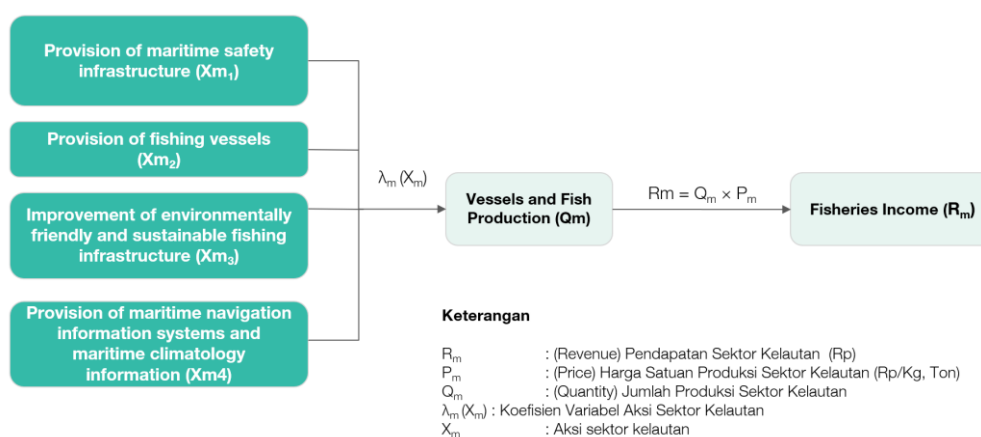 Provision of maritime safety
infrastructure (Xm₁)
Provision of fishing vessels
(Xm₂)
Improvement of environmentally
friendly and sustainable fishing
infrastructure (Xm₃)
Provision of maritime navigation
information systems and
maritime climatology
information (Xm4)
λₘ(Xₘ)
Vessels and Fish
Production (Qm)
Rm = Qₘ × Pₘ
Fisheries Income (Rₘ)
Keterangan
Rₘ : (Revenue) Pendapatan Sektor Kelautan (Rp)
Pₘ : (Price) Harga Satuan Produksi Sektor Kelautan (Rp/Kg, Ton)
Qₘ : (Quantity) Jumlah Produksi Sektor Kelautan
λₘ(Xₘ) : Koefisien Variabel Aksi Sektor Kelautan
Xₘ : Aksi sektor kelautan